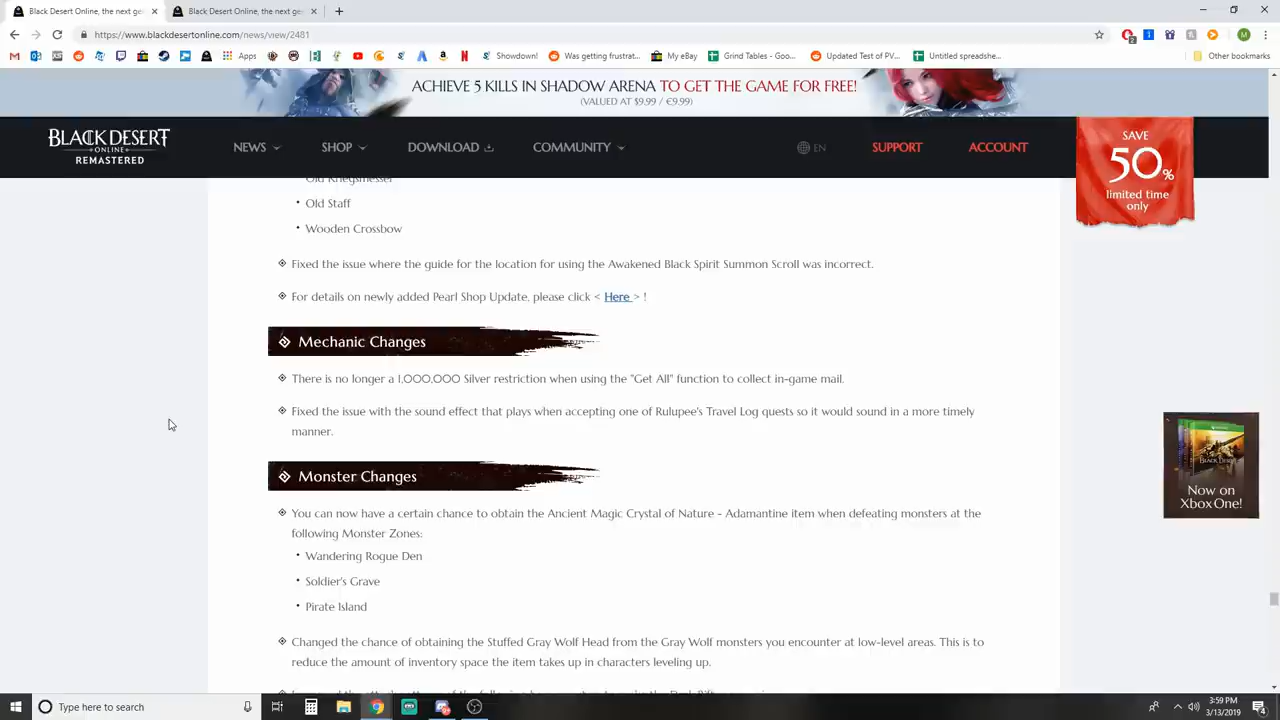 Black Desert Online, the next ge
Black Desert Online, the next ge
https://www.blackdesertonline.com/news/view/2481
Apps
Showdown!
Was getting frustrat...
My eBay
Grind Tables - Goo...
Updated Test of PV...
Untitled spreadshe...
Other bookmarks
ACHIEVE 5 KILLS IN SHADOW ARENA TO GET THE GAME FOR FREE!
(VALUED AT $9.99 / €9.99)
BLACK DESERT
ONLINE
REMASTERED
NEWS
SHOP
DOWNLOAD
COMMUNITY
EN
SUPPORT
ACCOUNT
SAVE
50%
limited time
only
Old Kriegsmesser
• Old Staff
• Wooden Crossbow
Fixed the issue where the guide for the location for using the Awakened Black Spirit Summon Scroll was incorrect.
For details on newly added Pearl Shop Update, please click < Here > !
Mechanic Changes
There is no longer a 1,000,000 Silver restriction when using the "Get All" function to collect in-game mail.
Fixed the issue with the sound effect that plays when accepting one of Rulupee's Travel Log quests so it would sound in a more timely
manner.
Monster Changes
You can now have a certain chance to obtain the Ancient Magic Crystal of Nature - Adamantine item when defeating monsters at the
following Monster Zones:
• Wandering Rogue Den
• Soldier's Grave
• Pirate Island
Changed the chance of obtaining the Stuffed Gray Wolf Head from the Gray Wolf monsters you encounter at low-level areas. This is to
reduce the amount of inventory space the item takes up in characters leveling up.
BLACK DESERT
Now on
Xbox One!
Type here to search
3:59 PM
3/13/2019